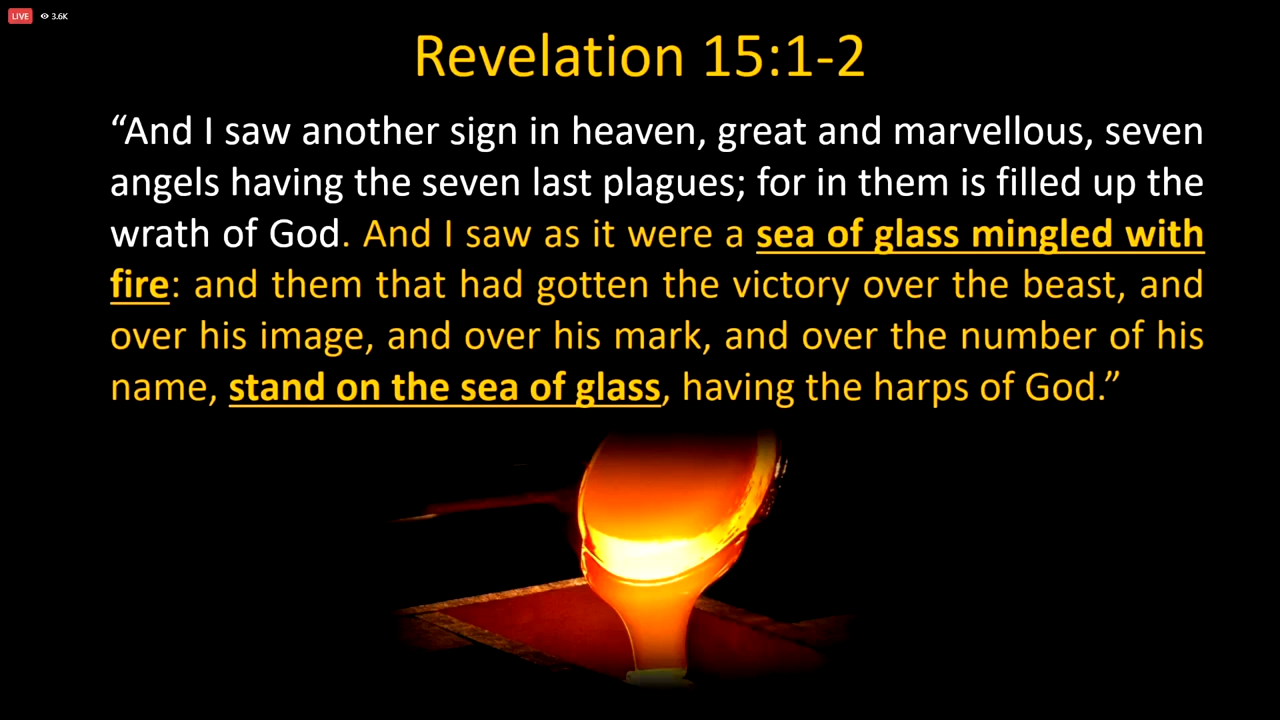 LIVE 3.6K
Revelation 15:1-2
“And I saw another sign in heaven, great and marvellous, seven
angels having the seven last plagues; for in them is filled up the
wrath of God. And I saw as it were a sea of glass mingled with
fire: and them that had gotten the victory over the beast, and
over his image, and over his mark, and over the number of his
name, stand on the sea of glass, having the harps of God.”